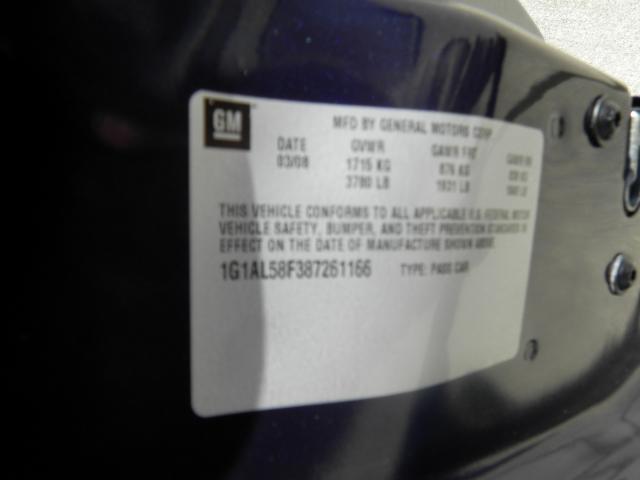 GM
MFD BY GENERAL MOTORS CORP
DATE GVWR GAWR FRT GAWR RR
03/08 1715 KG 876 KG
3780 LB 1931 LB
THIS VEHICLE CONFORMS TO ALL APPLICABLE U.S. FEDERAL MOTOR
VEHICLE SAFETY, BUMPER, AND THEFT PREVENTION STANDARDS IN
EFFECT ON THE DATE OF MANUFACTURE SHOWN ABOVE.
1G1AL58F387261166 TYPE: PASS CAR